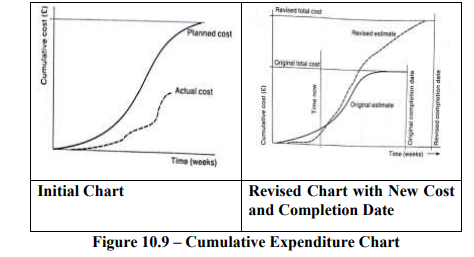 Cumulative cost (£)
Planned cost
Actual cost
Time (weeks)
Revised total cost
Revised estimate
Original total cost
Time now
Original estimate
Cumulative cost (£)
Original completion date
Revised completion date
Time (weeks)
Initial Chart
Revised Chart with New Cost
and Completion Date
Figure 10.9 – Cumulative Expenditure Chart